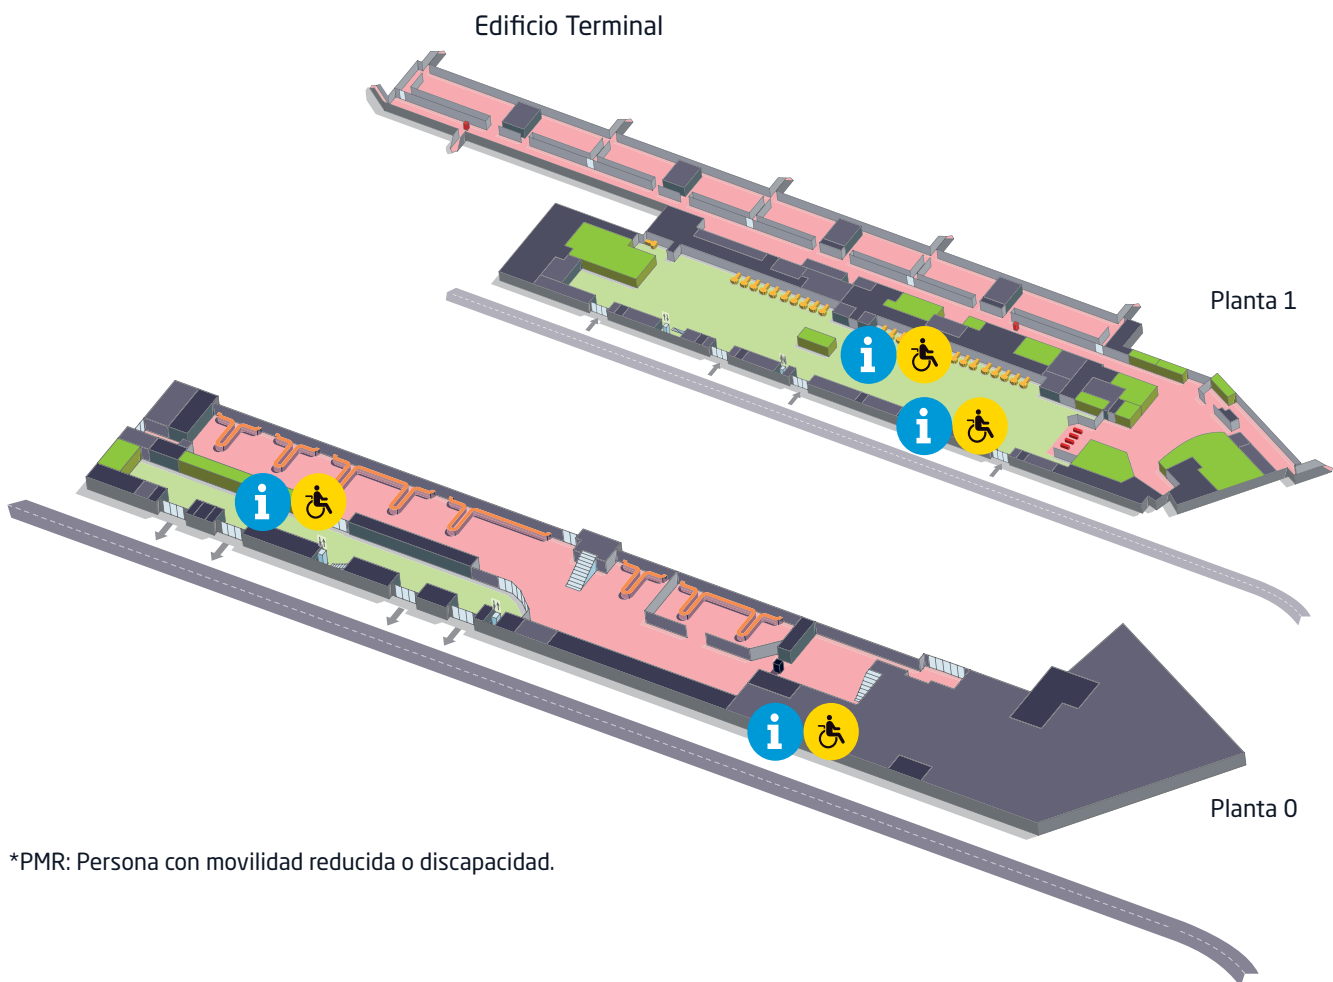 Edificio Terminal
Planta 1
Planta 0
*PMR: Persona con movilidad reducida o discapacidad.